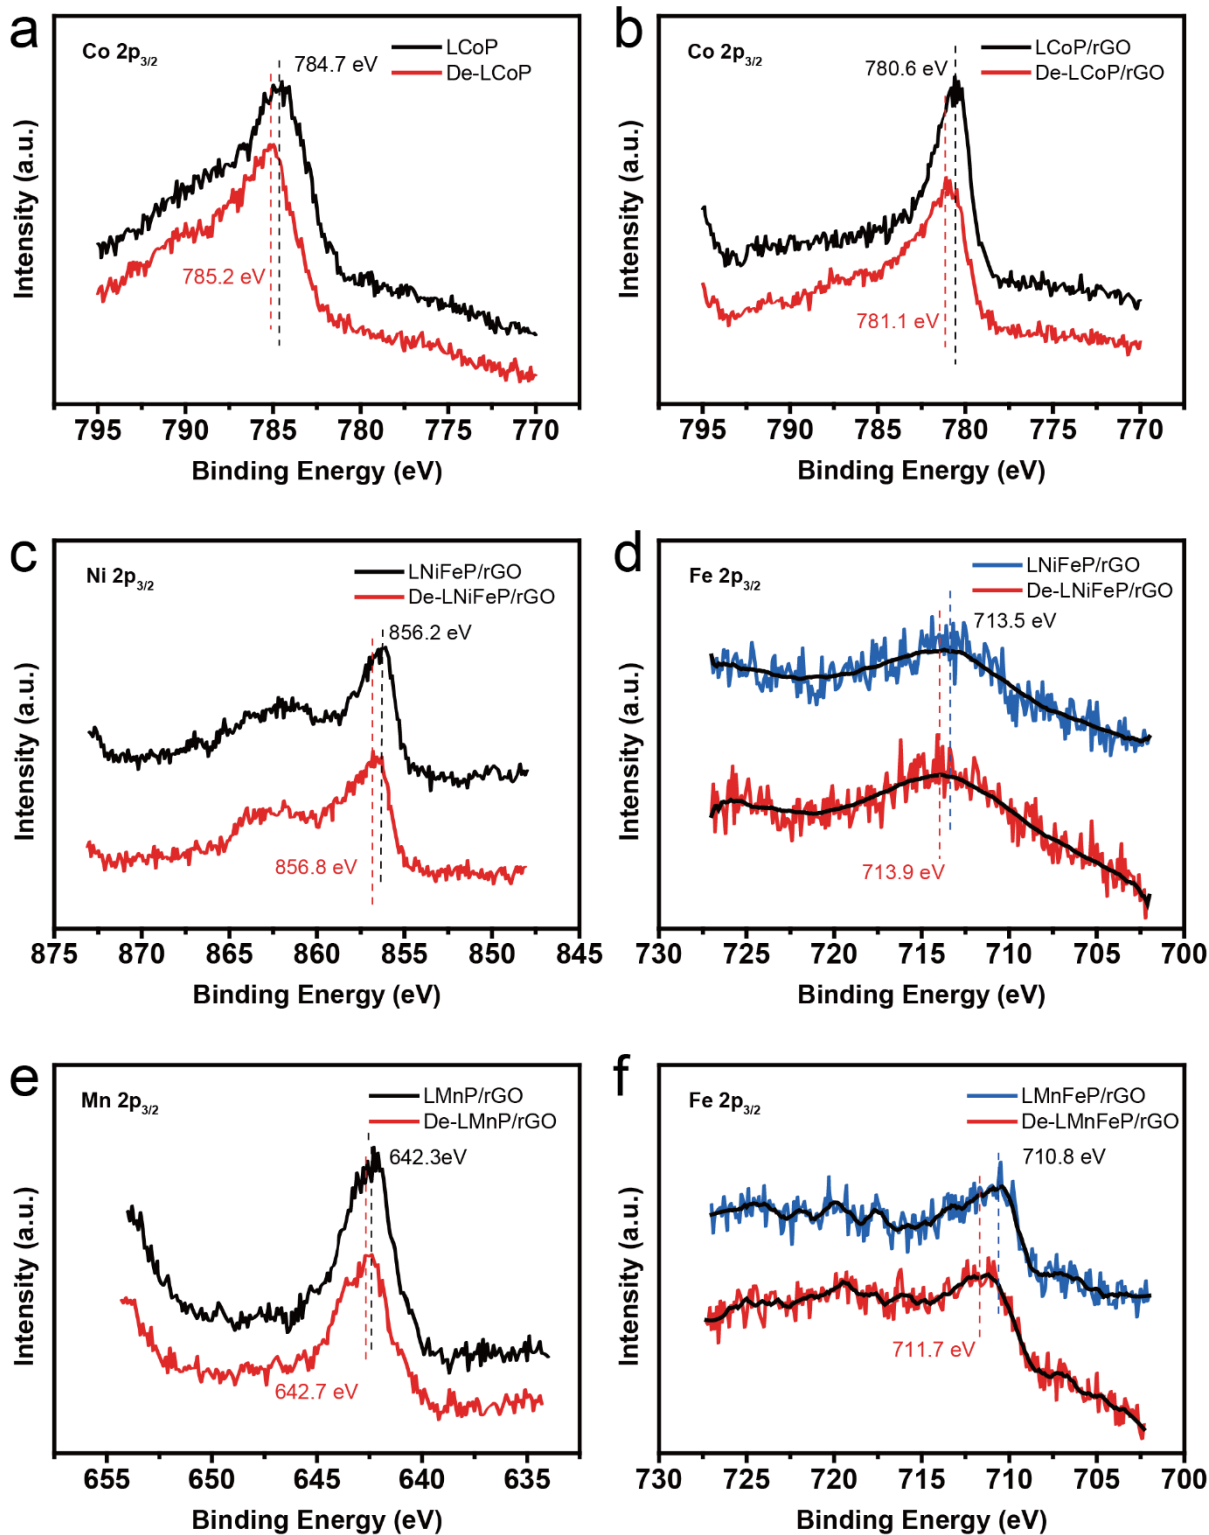 a
Co 2p3/2
LCoP
De-LCoP
784.7 eV
785.2 eV
Intensity (a.u.)
795 790 785 780 775 770
Binding Energy (eV)
b
Co 2p3/2
LCoP/rGO
De-LCoP/rGO
780.6 eV
781.1 eV
Intensity (a.u.)
795 790 785 780 775 770
Binding Energy (eV)
c
Ni 2p3/2
LNiFeP/rGO
De-LNiFeP/rGO
856.2 eV
856.8 eV
Intensity (a.u.)
875 870 865 860 855 850 845
Binding Energy (eV)
d
Fe 2p3/2
LNiFeP/rGO
De-LNiFeP/rGO
713.5 eV
713.9 eV
Intensity (a.u.)
730 725 720 715 710 705 700
Binding Energy (eV)
e
Mn 2p3/2
LMnP/rGO
De-LMnP/rGO
642.3eV
642.7 eV
Intensity (a.u.)
655 650 645 640 635
Binding Energy (eV)
f
Fe 2p3/2
LMnFeP/rGO
De-LMnFeP/rGO
710.8 eV
711.7 eV
Intensity (a.u.)
730 725 720 715 710 705 700
Binding Energy (eV)